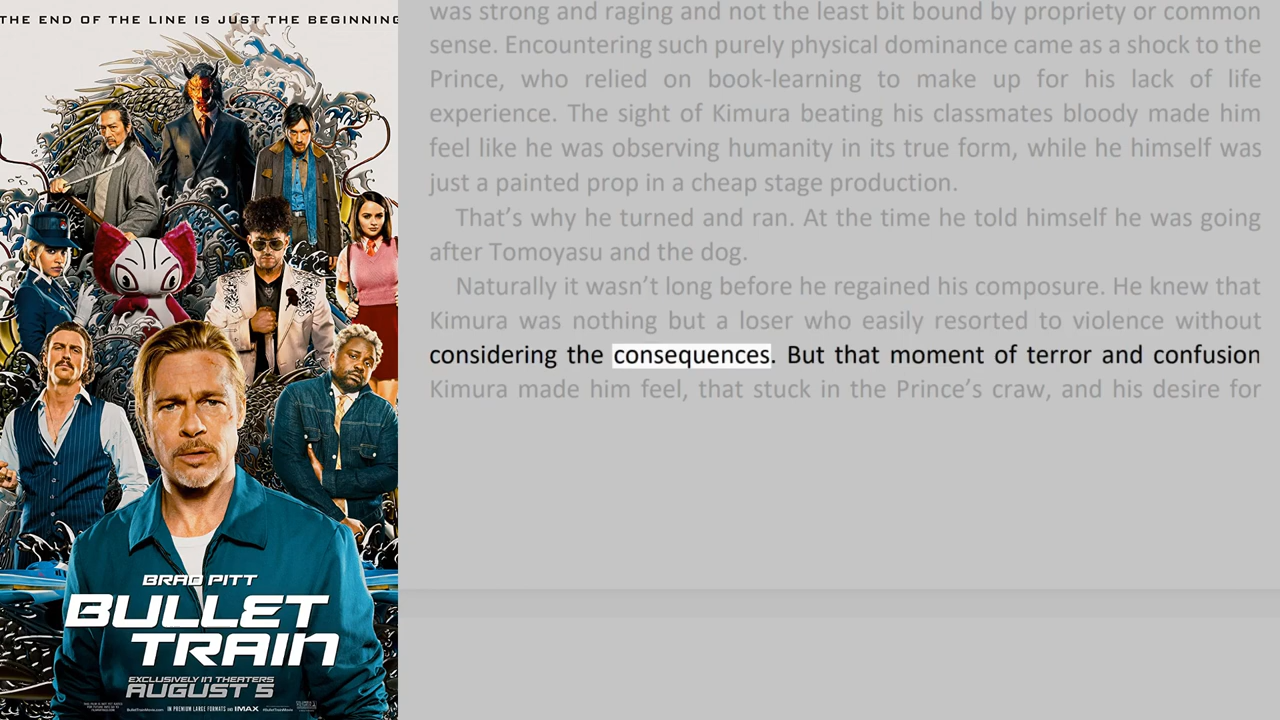 THE END OF THE LINE IS JUST THE BEGINNING
BRAD PITT
BULLET
TRAIN
EXCLUSIVELY IN THEATERS
AUGUST 5
BulletTrainMovie.com
IN PREMIUM LARGE FORMATS AND IMAX
#BulletTrainMovie
was strong and raging and not the least bit bound by propriety or common
sense. Encountering such purely physical dominance came as a shock to the
Prince, who relied on book-learning to make up for his lack of life
experience. The sight of Kimura beating his classmates bloody made him
feel like he was observing humanity in its true form, while he himself was
just a painted prop in a cheap stage production.
That’s why he turned and ran. At the time he told himself he was going
after Tomoyasu and the dog.
Naturally it wasn’t long before he regained his composure. He knew that
Kimura was nothing but a loser who easily resorted to violence without
considering the consequences. But that moment of terror and confusion
Kimura made him feel, that stuck in the Prince’s craw, and his desire for